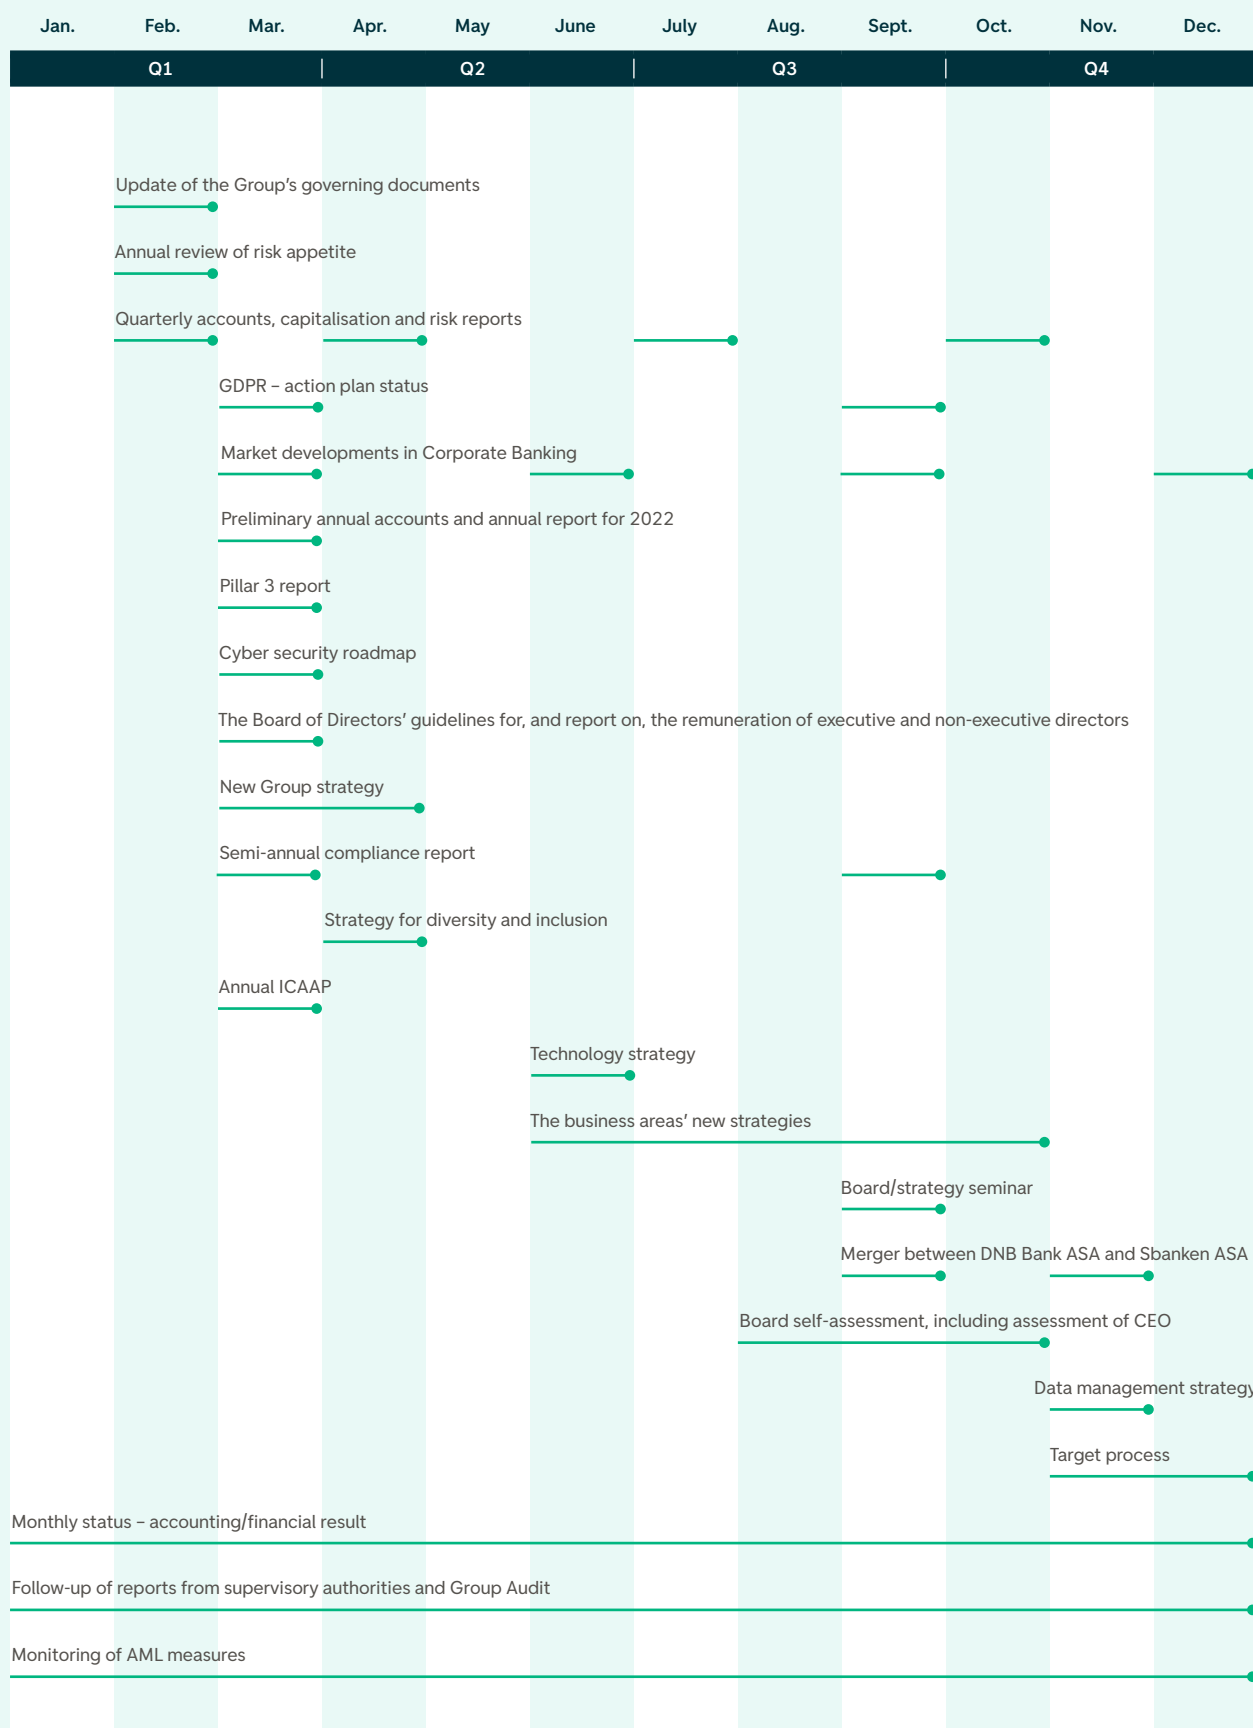 Jan. Feb. Mar. Apr. May June July Aug. Sept. Oct. Nov. Dec.
Q1 Q2 Q3 Q4
Update of the Group's governing documents
Annual review of risk appetite
Quarterly accounts, capitalisation and risk reports
GDPR – action plan status
Market developments in Corporate Banking
Preliminary annual accounts and annual report for 2022
Pillar 3 report
Cyber security roadmap
The Board of Directors' guidelines for, and report on, the remuneration of executive and non-executive directors
New Group strategy
Semi-annual compliance report
Strategy for diversity and inclusion
Annual ICAAP
Technology strategy
The business areas' new strategies
Board/strategy seminar
Merger between DNB Bank ASA and Sbanken ASA
Board self-assessment, including assessment of CEO
Data management strategy
Target process
Monthly status – accounting/financial result
Follow-up of reports from supervisory authorities and Group Audit
Monitoring of AML measures